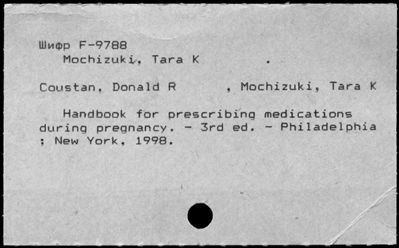 Шифр F-9788
Mochizuki, Tara K .
Coustan, Donald R , Mochizuki, Tara K
Handbook for prescribing medications
during pregnancy. - 3rd ed. - Philadelphia
; New York, 1998.